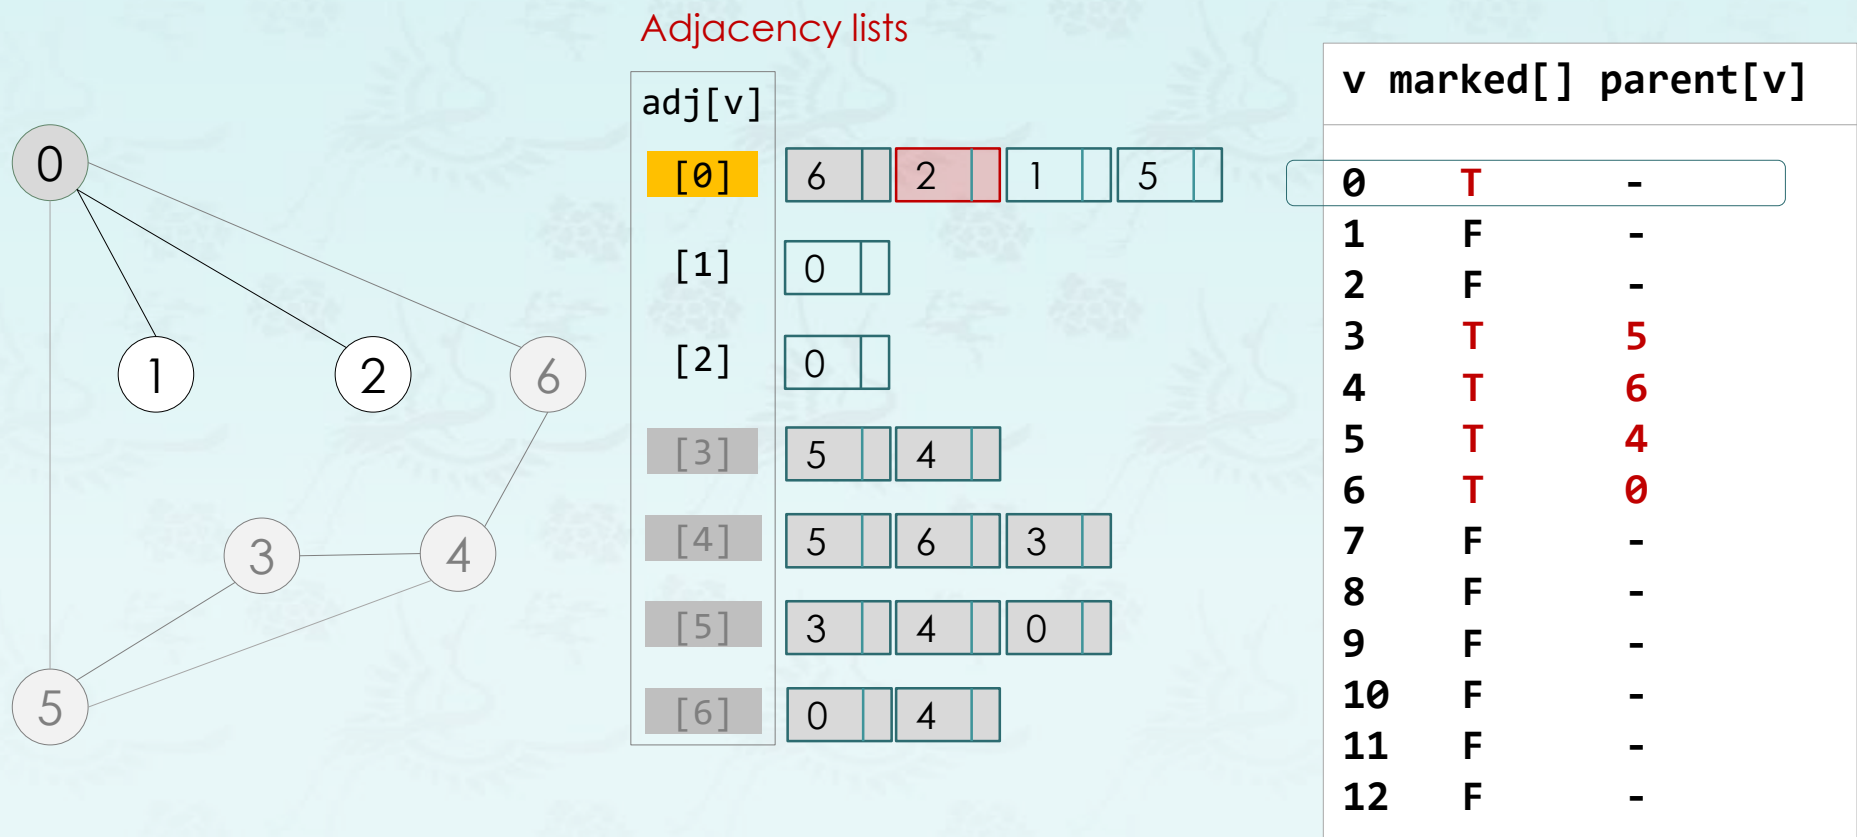 Adjacency lists
adj[v]
[0] 6 2 1 5
[1] 0
[2] 0
[3] 5 4
[4] 5 6 3
[5] 3 4 0
[6] 0 4
0
1 2 6
3 4
5
v marked[] parent[v]
0 T -
1 F -
2 F -
3 T 5
4 T 6
5 T 4
6 T 0
7 F -
8 F -
9 F -
10 F -
11 F -
12 F -